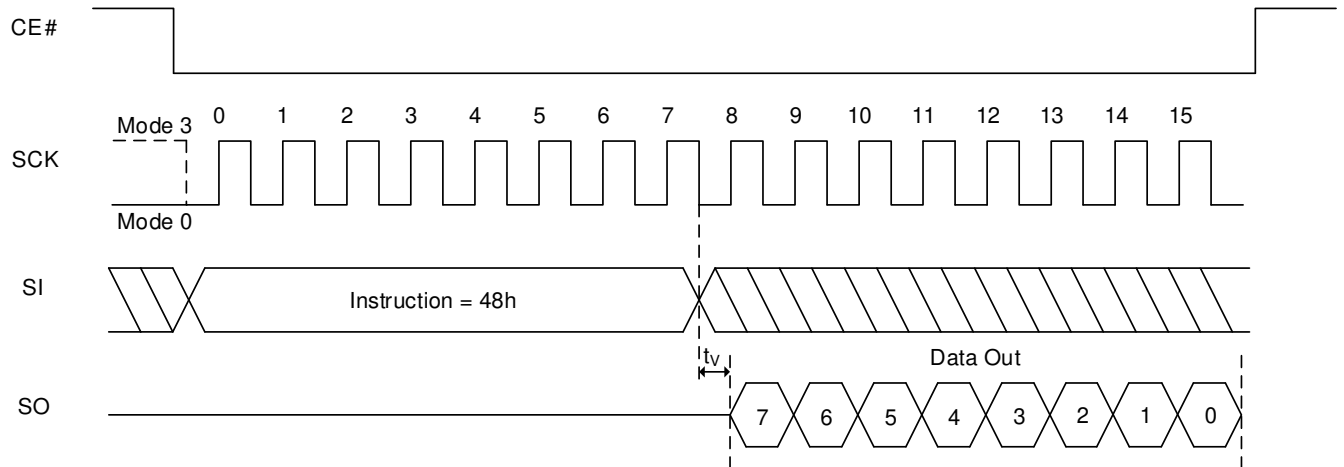 CE#
0 1 2 3 4 5 6 7 8 9 10 11 12 13 14 15
Mode 3
SCK
Mode 0
SI
Instruction = 48h
tV
Data Out
SO
7 6 5 4 3 2 1 0